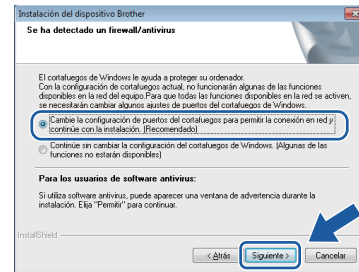 Instalación del dispositivo Brother
Se ha detectado un firewall/antivirus
El cortafuegos de Windows le ayuda a proteger su ordenador.
Con la configuración de cortafuegos actual, no funcionarán algunas de las funciones
disponibles en la red del equipo.Para que todas las funciones disponibles en la red se activen,
se necesitarán cambiar algunos ajustes de puertos del cortafuegos de Windows.
Cambie la configuración de puertos del cortafuegos para permitir la conexión en red y
continúe con la instalación. (Recomendado)
Continúe sin cambiar la configuración del cortafuegos de Windows. (Algunas de las
funciones no estarán disponibles)
Para los usuarios de software antivirus:
Si utiliza software antivirus, puede aparecer una ventana de advertencia durante la
instalación. Elija "Permitir" para continuar.
InstallShield
< Atrás Siguiente > Cancelar